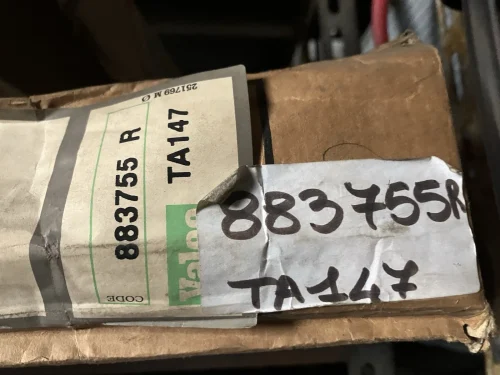 251769 M Ø
883755 R
TA147
CODE
Valeo
883755R
TA147